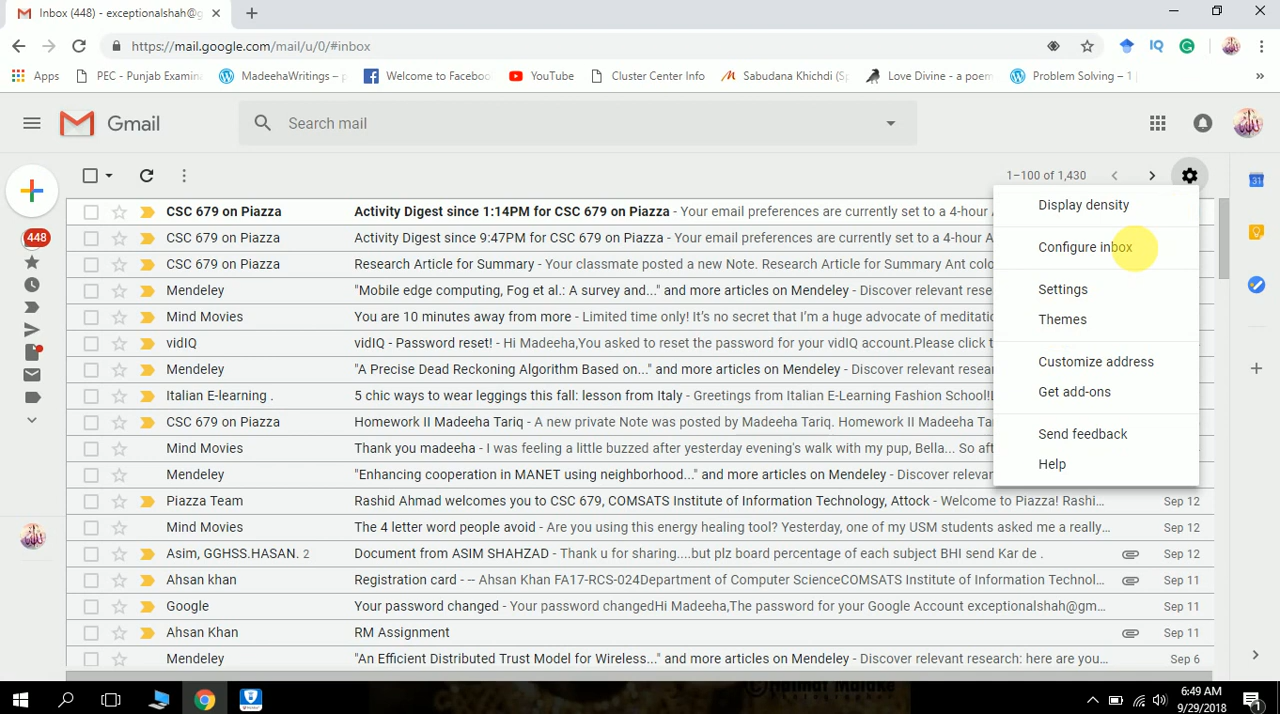 Inbox (448) - exceptionalshah@g
https://mail.google.com/mail/u/0/#inbox
Apps PEC - Punjab Examin MadeehaWritings – p Welcome to Faceboo YouTube Cluster Center Info Sabudana Khichdi (Sp Love Divine - a poem Problem Solving – 1 »
Gmail Search mail
1–100 of 1,430
CSC 679 on Piazza Activity Digest since 1:14PM for CSC 679 on Piazza - Your email preferences are currently set to a 4-hour A
CSC 679 on Piazza Activity Digest since 9:47PM for CSC 679 on Piazza - Your email preferences are currently set to a 4-hour A
CSC 679 on Piazza Research Article for Summary - Your classmate posted a new Note. Research Article for Summary Ant colo
Mendeley "Mobile edge computing, Fog et al.: A survey and..." and more articles on Mendeley - Discover relevant resea
Mind Movies You are 10 minutes away from more - Limited time only! It's no secret that I'm a huge advocate of meditatio
vidIQ vidIQ - Password reset! - Hi Madeeha,You asked to reset the password for your vidIQ account.Please click t
Mendeley "A Precise Dead Reckoning Algorithm Based on..." and more articles on Mendeley - Discover relevant resear
Italian E-learning . 5 chic ways to wear leggings this fall: lesson from Italy - Greetings from Italian E-Learning Fashion School!L
CSC 679 on Piazza Homework II Madeeha Tariq - A new private Note was posted by Madeeha Tariq. Homework II Madeeha Tar
Mind Movies Thank you madeeha - I was feeling a little buzzed after yesterday evening's walk with my pup, Bella... So afte
Mendeley "Enhancing cooperation in MANET using neighborhood..." and more articles on Mendeley - Discover relevan
Piazza Team Rashid Ahmad welcomes you to CSC 679, COMSATS Institute of Information Technology, Attock - Welcome to Piazza! Rashi... Sep 12
Mind Movies The 4 letter word people avoid - Are you using this energy healing tool? Yesterday, one of my USM students asked me a really... Sep 12
Asim, GGHSS.HASAN. 2 Document from ASIM SHAHZAD - Thank u for sharing....but plz board percentage of each subject BHI send Kar de . Sep 12
Ahsan khan Registration card - -- Ahsan Khan FA17-RCS-024Department of Computer ScienceCOMSATS Institute of Information Technol... Sep 11
Google Your password changed - Your password changedHi Madeeha,The password for your Google Account exceptionalshah@gm... Sep 11
Ahsan Khan RM Assignment Sep 11
Mendeley "An Efficient Distributed Trust Model for Wireless..." and more articles on Mendeley - Discover relevant research: here are you... Sep 6
Display density
Configure inbox
Settings
Themes
Customize address
Get add-ons
Send feedback
Help
448
31
6:49 AM
9/29/2018
1